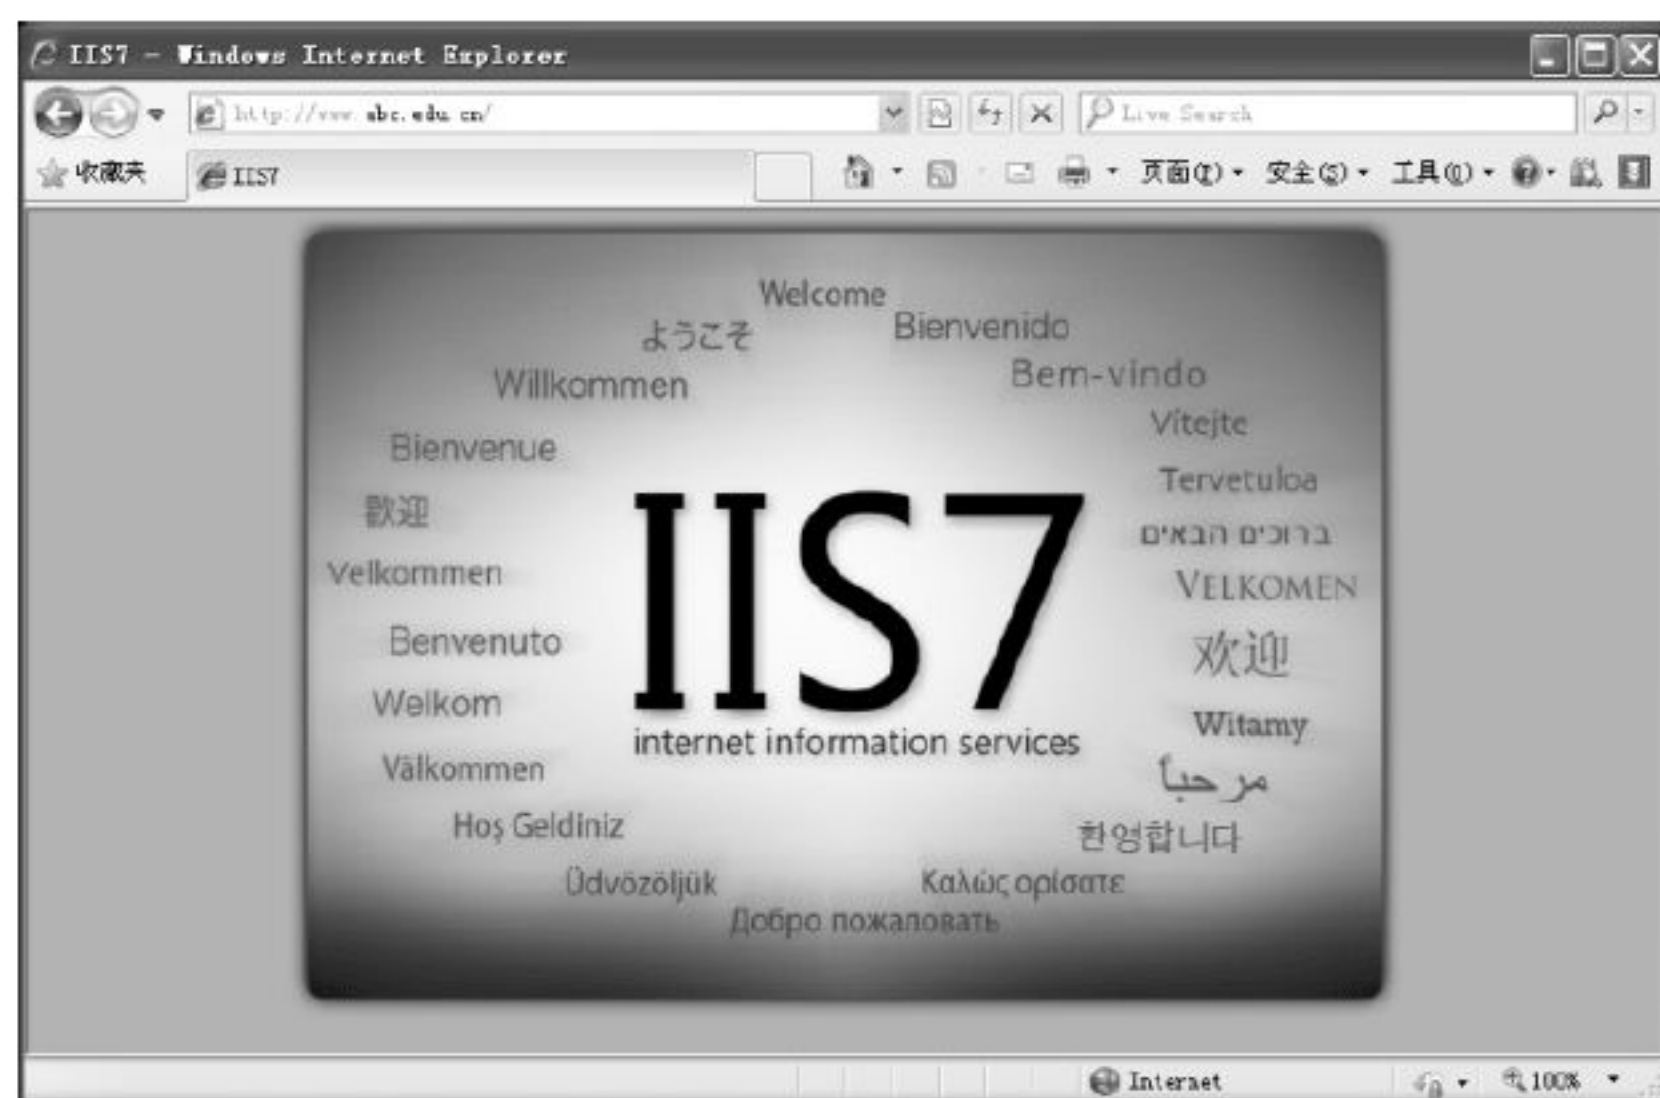 IIS7 - Windows Internet Explorer
http://www.abc.edu.cn/
Live Search
收藏夹
IIS7
页面(P)
安全(S)
工具(O)
Welcome
ようこそ
Bienvenido
Willkommen
Bem-vindo
Vítejte
Bienvenue
Tervetuloa
歡迎
ברוכים הבאים
Velkommen
VELKOMEN
IIS7
Benvenuto
欢迎
Welkom
Witamy
internet information services
Välkommen
مرحباً
Hoş Geldiniz
환영합니다
Üdvözöljük
Καλώς ορίσατε
Добро пожаловать
Internet
100%